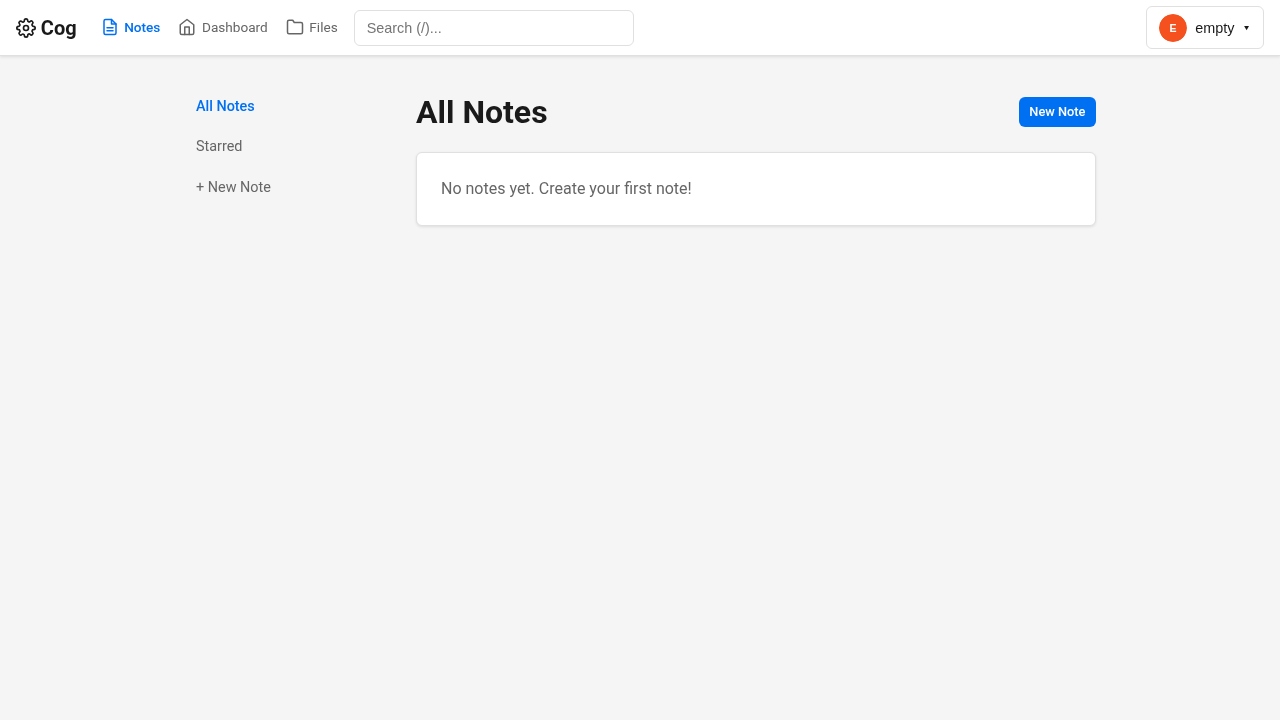 Cog
Notes
Dashboard
Files
Search (/)...
E
empty
All Notes
Starred
+ New Note
All Notes
New Note
No notes yet. Create your first note!